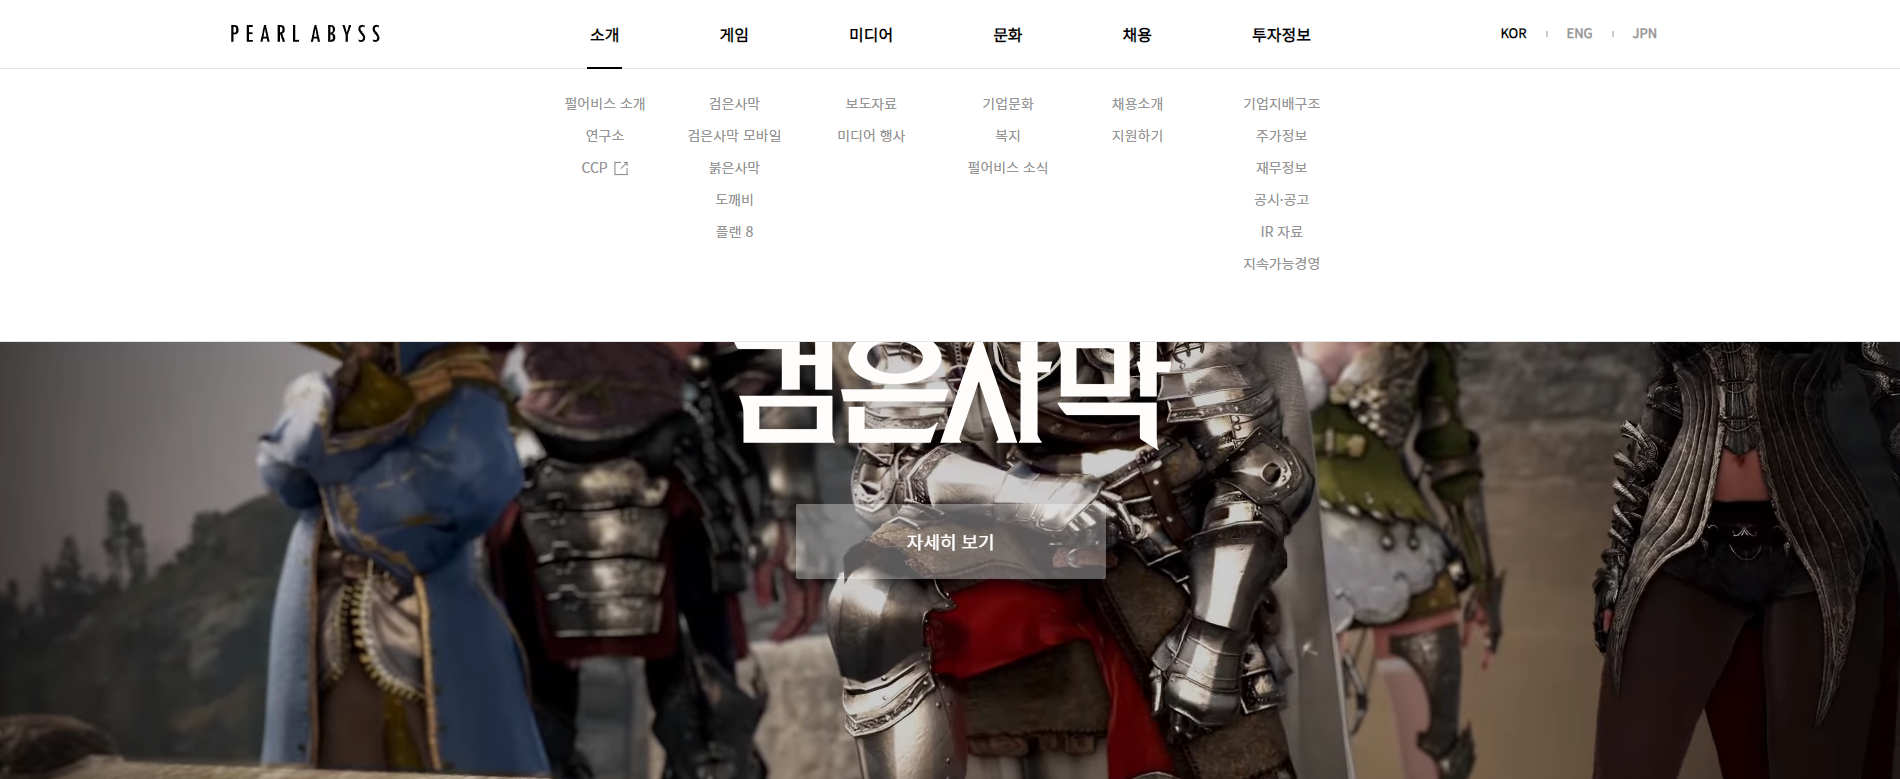 PEARL ABYSS
소개 게임 미디어 문화 채용 투자정보
KOR ENG JPN
펄어비스 소개 검은사막 보도자료 기업문화 채용소개 기업지배구조
연구소 검은사막 모바일 미디어 행사 복지 지원하기 주가정보
CCP 붉은사막 펄어비스 소식 재무정보
도깨비 공시·공고
플랜 8 IR 자료
지속가능경영
검은사막
자세히 보기